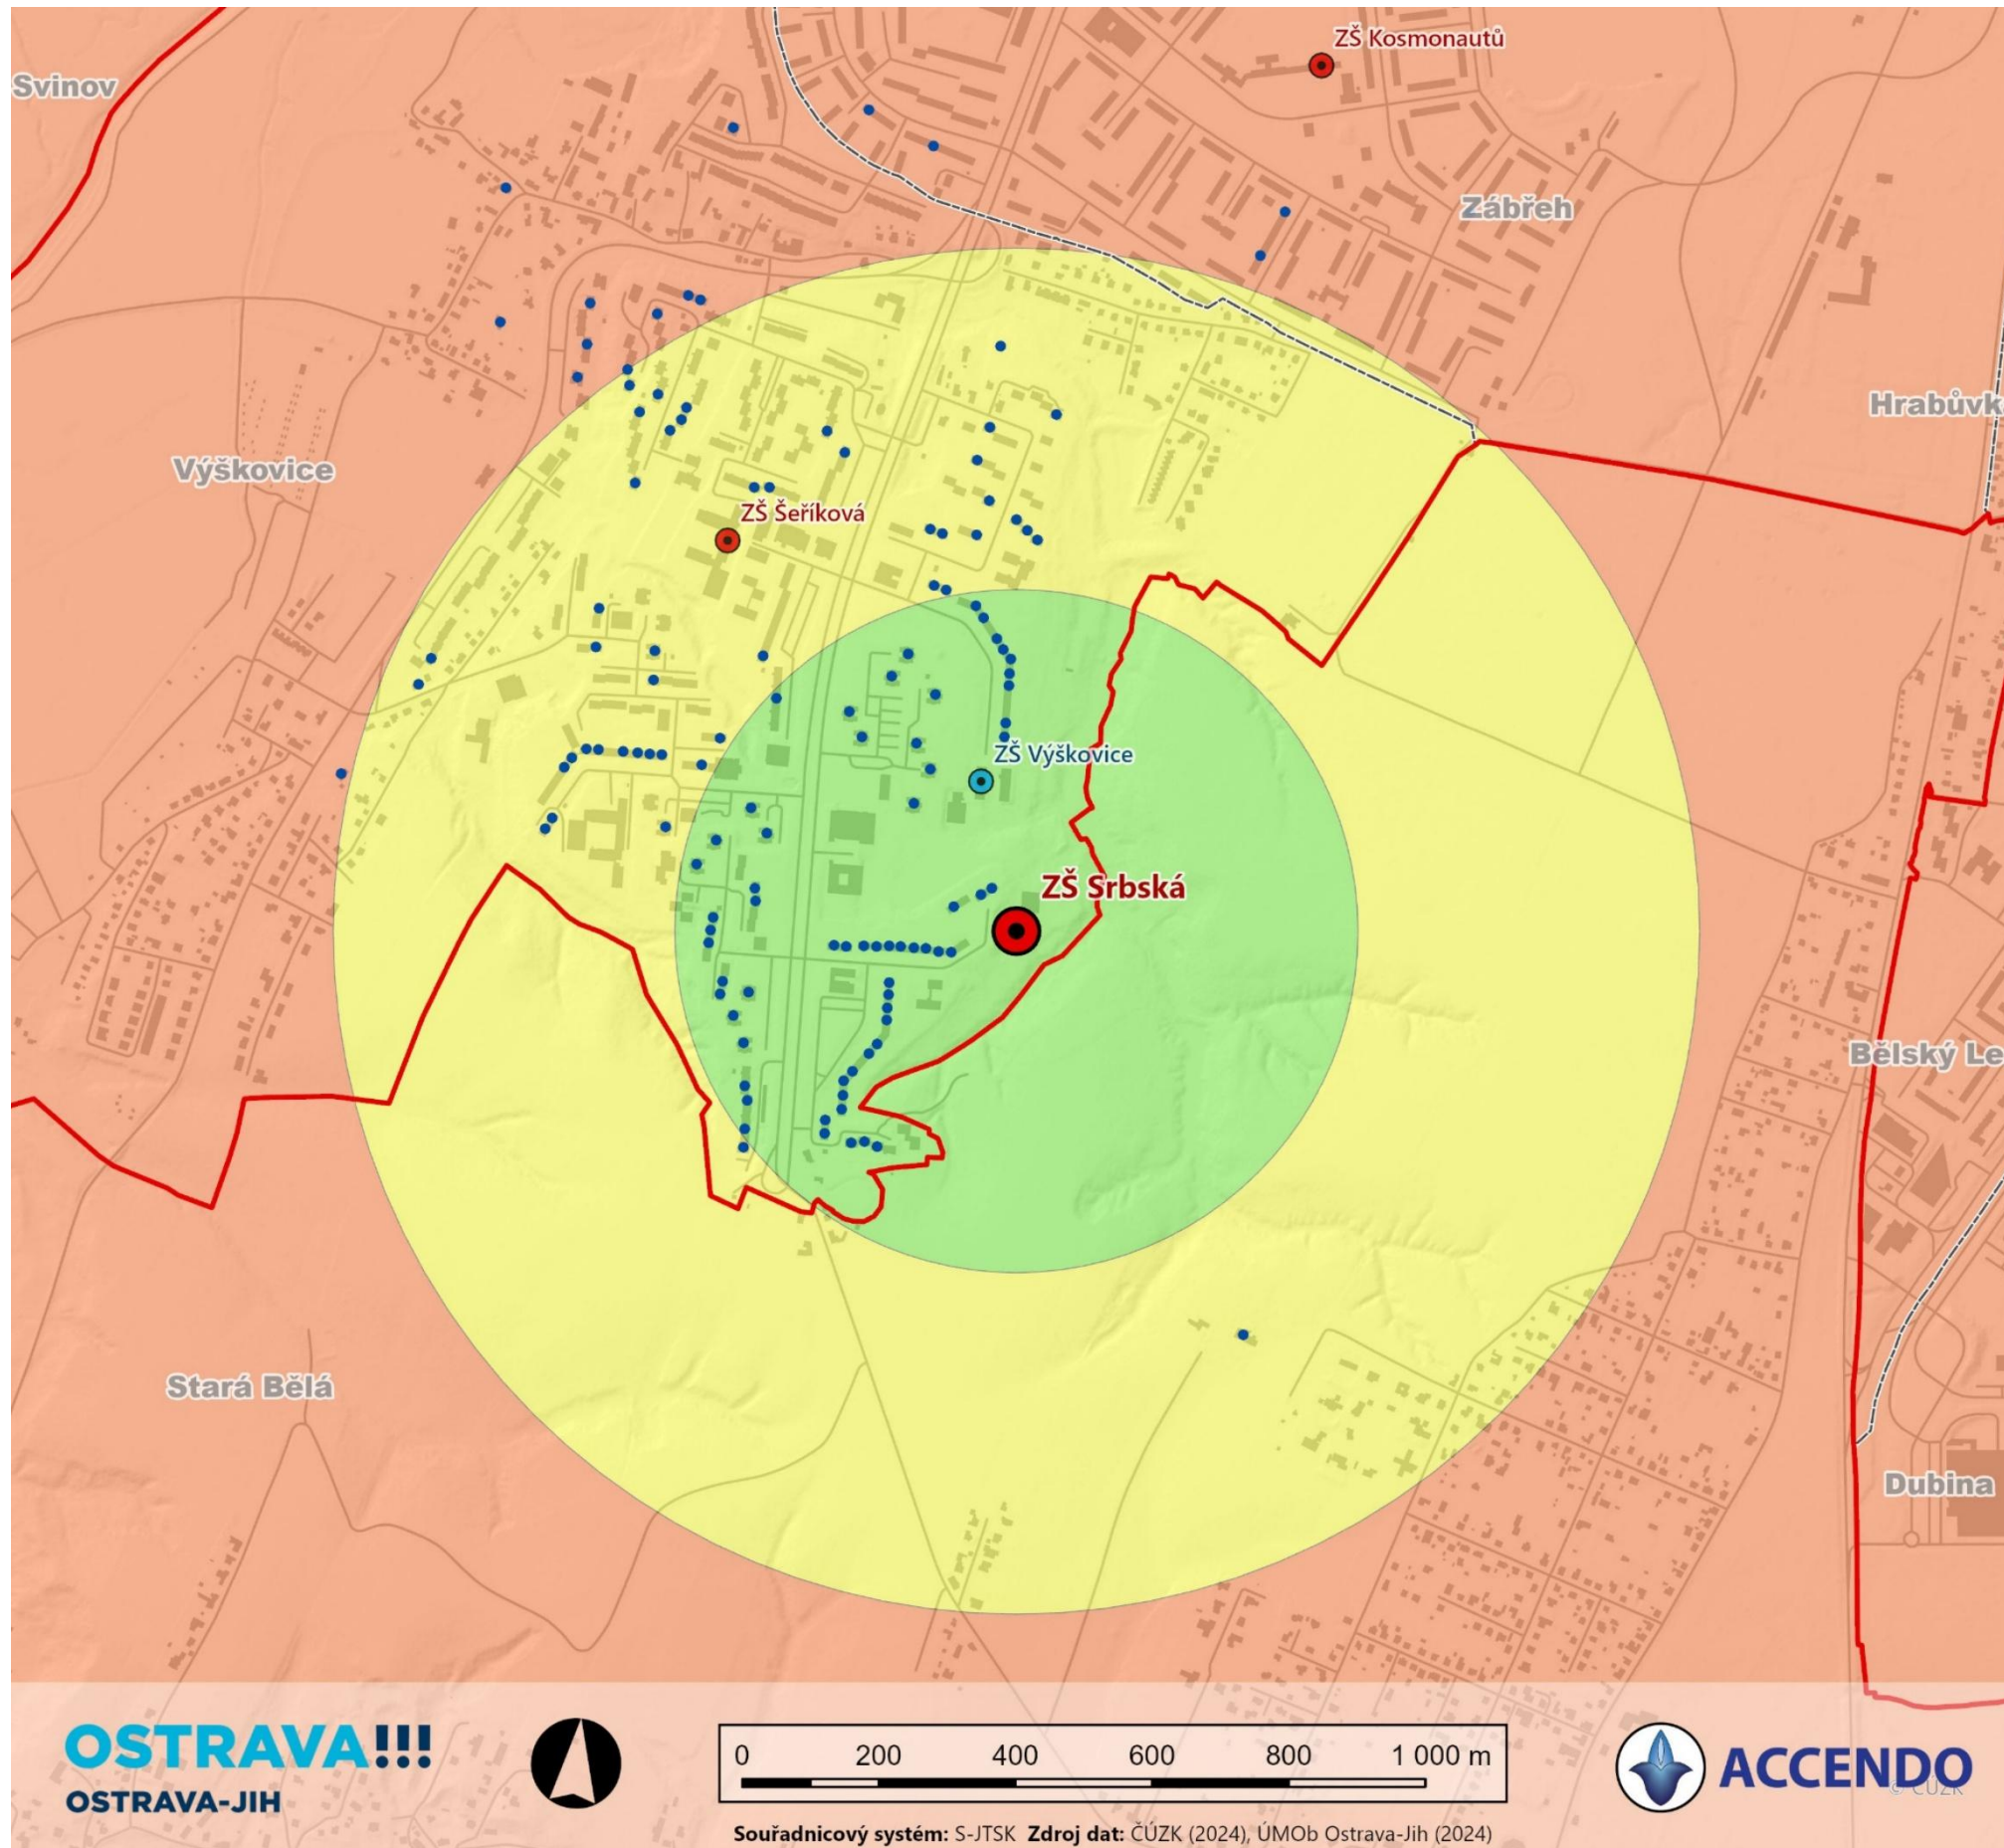 ZŠ Kosmonautů
Svinov
Zábřeh
Hrabůvk
Výškovice
ZŠ Šeříková
ZŠ Výškovice
ZŠ Srbská
Bělský Le
Stará Bělá
Dubina
OSTRAVA!!!
OSTRAVA-JIH
0 200 400 600 800 1 000 m
ACCENDO
© ČÚZK
Souřadnicový systém: S-JTSK Zdroj dat: ČÚZK (2024), ÚMOb Ostrava-Jih (2024)